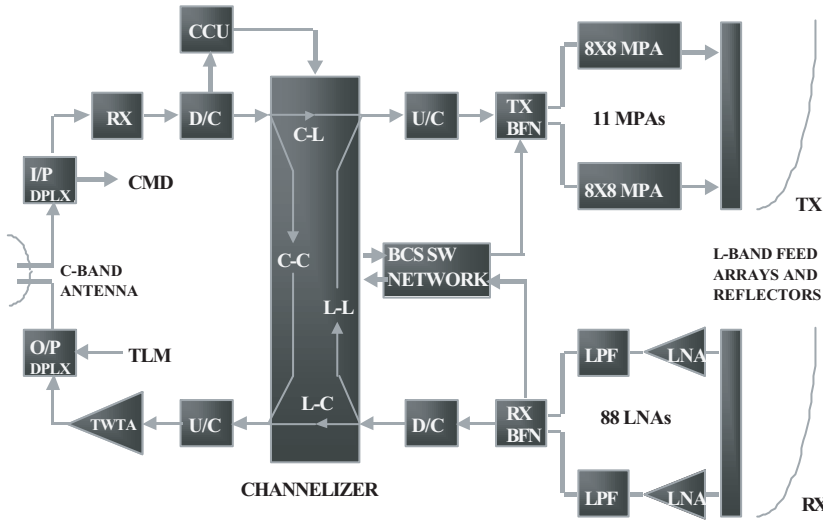 CCU
8X8 MPA
RX
D/C
U/C
TX
BFN
11 MPAs
C-L
I/P
DPLX
CMD
8X8 MPA
TX
C-C
BCS SW
NETWORK
L-BAND FEED
ARRAYS AND
REFLECTORS
C-BAND
ANTENNA
L-L
O/P
DPLX
TLM
LPF
LNA
L-C
TWTA
U/C
D/C
RX
BFN
88 LNAs
LPF
LNA
CHANNELIZER
RX